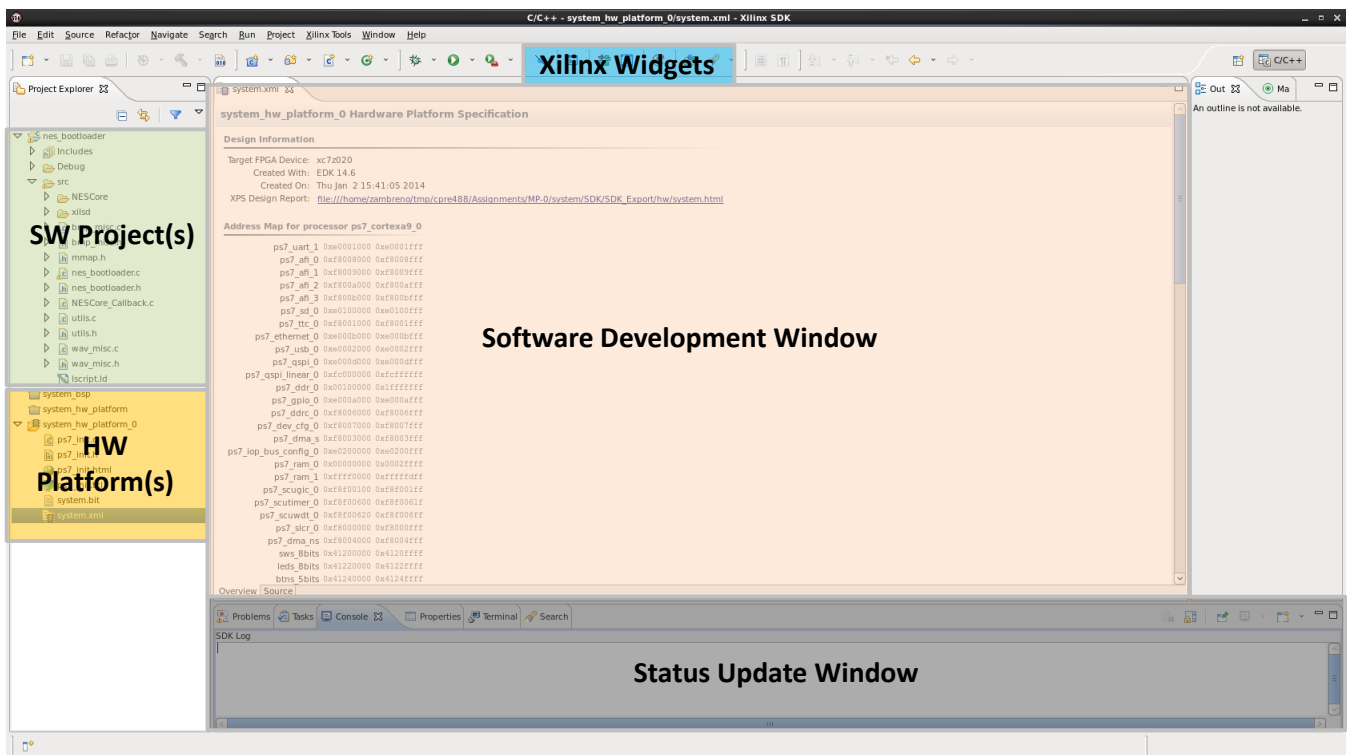 C/C++ - system_hw_platform_0/system.xml - Xilinx SDK
File Edit Source Refactor Navigate Search Run Project Xilinx Tools Window Help
Xilinx Widgets
C/C++
Project Explorer
system.xml
Out
Ma
An outline is not available.
nes_bootloader
Includes
Debug
src
NESCore
xilsd
SW Project(s)
mmap.h
nes_bootloader.c
nes_bootloader.h
NESCore_Callback.c
utils.c
utils.h
wav_misc.c
wav_misc.h
lscript.ld
system_bsp
system_hw_platform
system_hw_platform_0
HW
Platform(s)
system.bit
system.xml
system_hw_platform_0 Hardware Platform Specification
Design Information
Target FPGA Device: xc7z020
Created With: EDK 14.6
Created On: Thu Jan 2 15:41:05 2014
XPS Design Report: file:///home/zambreno/tmp/cpre488/Assignments/MP-0/system/SDK/SDK_Export/hw/system.html
Address Map for processor ps7_cortexa9_0
ps7_uart_1 0xe0001000 0xe0001fff
ps7_afi_0 0xf8008000 0xf8008fff
ps7_afi_1 0xf8009000 0xf8009fff
ps7_afi_2 0xf800a000 0xf800afff
ps7_afi_3 0xf800b000 0xf800bfff
ps7_sd_0 0xe0100000 0xe0100fff
ps7_ttc_0 0xf8001000 0xf8001fff
ps7_ethernet_0 0xe000b000 0xe000bfff
ps7_usb_0 0xe0002000 0xe0002fff
ps7_qspi_0 0xe000d000 0xe000dfff
ps7_qspi_linear_0 0xfc000000 0xfcffffff
ps7_ddr_0 0x00100000 0x1fffffff
ps7_gpio_0 0xe000a000 0xe000afff
ps7_ddrc_0 0xf8006000 0xf8006fff
ps7_dev_cfg_0 0xf8007000 0xf8007fff
ps7_dma_s 0xf8003000 0xf8003fff
ps7_iop_bus_config_0 0xe0200000 0xe0200fff
ps7_ram_0 0x00000000 0x0002ffff
ps7_ram_1 0xffff0000 0xfffffdff
ps7_scugic_0 0xf8f00100 0xf8f001ff
ps7_scutimer_0 0xf8f00600 0xf8f0061f
ps7_scuwdt_0 0xf8f00620 0xf8f006ff
ps7_slcr_0 0xf8000000 0xf8000fff
ps7_dma_ns 0xf8004000 0xf8004fff
sws_8bits 0x41200000 0x4120ffff
leds_8bits 0x41220000 0x4122ffff
btns_5bits 0x41240000 0x4124ffff
Software Development Window
Overview Source
Problems Tasks Console Properties Terminal Search
SDK Log
Status Update Window